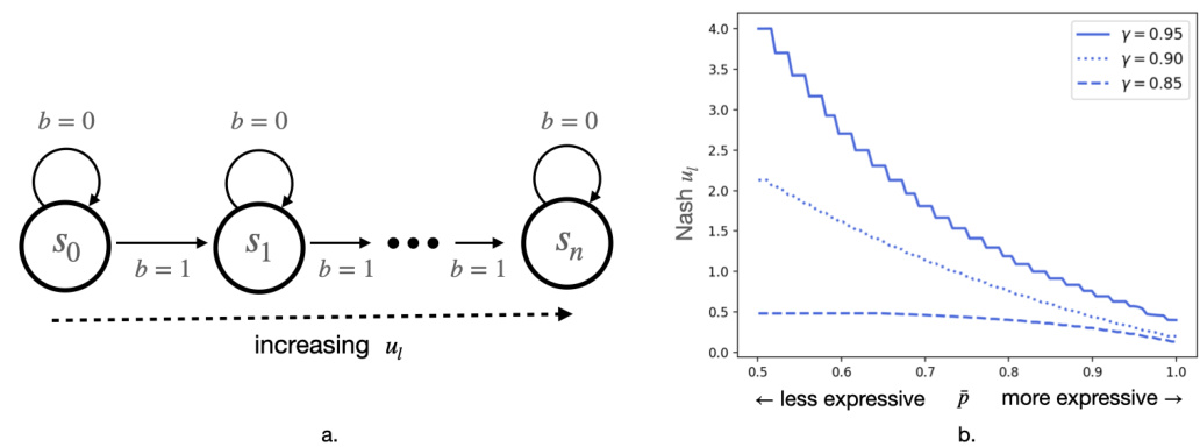 b = 0
b = 0
b = 0
s0
s1
sn
b = 1
b = 1
b = 1
increasing ul
a.
Nash ul
4.0
3.5
3.0
2.5
2.0
1.5
1.0
0.5
0.0
γ = 0.95
γ = 0.90
γ = 0.85
0.5 0.6 0.7 0.8 0.9 1.0
← less expressive p̄ more expressive →
b.